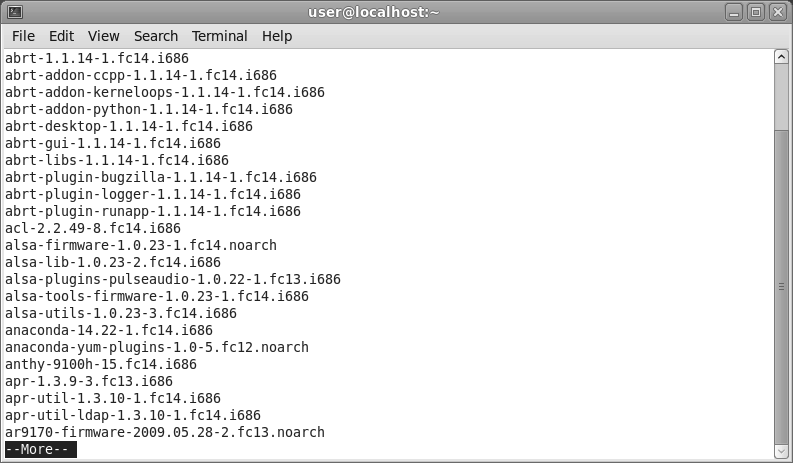 user@localhost:~
File Edit View Search Terminal Help
abrt-1.1.14-1.fc14.i686
abrt-addon-ccpp-1.1.14-1.fc14.i686
abrt-addon-kerneloops-1.1.14-1.fc14.i686
abrt-addon-python-1.1.14-1.fc14.i686
abrt-desktop-1.1.14-1.fc14.i686
abrt-gui-1.1.14-1.fc14.i686
abrt-libs-1.1.14-1.fc14.i686
abrt-plugin-bugzilla-1.1.14-1.fc14.i686
abrt-plugin-logger-1.1.14-1.fc14.i686
abrt-plugin-runapp-1.1.14-1.fc14.i686
acl-2.2.49-8.fc14.i686
alsa-firmware-1.0.23-1.fc14.noarch
alsa-lib-1.0.23-2.fc14.i686
alsa-plugins-pulseaudio-1.0.22-1.fc13.i686
alsa-tools-firmware-1.0.23-1.fc14.i686
alsa-utils-1.0.23-3.fc14.i686
anaconda-14.22-1.fc14.i686
anaconda-yum-plugins-1.0-5.fc12.noarch
anthy-9100h-15.fc14.i686
apr-1.3.9-3.fc13.i686
apr-util-1.3.10-1.fc14.i686
apr-util-ldap-1.3.10-1.fc14.i686
ar9170-firmware-2009.05.28-2.fc13.noarch
--More--